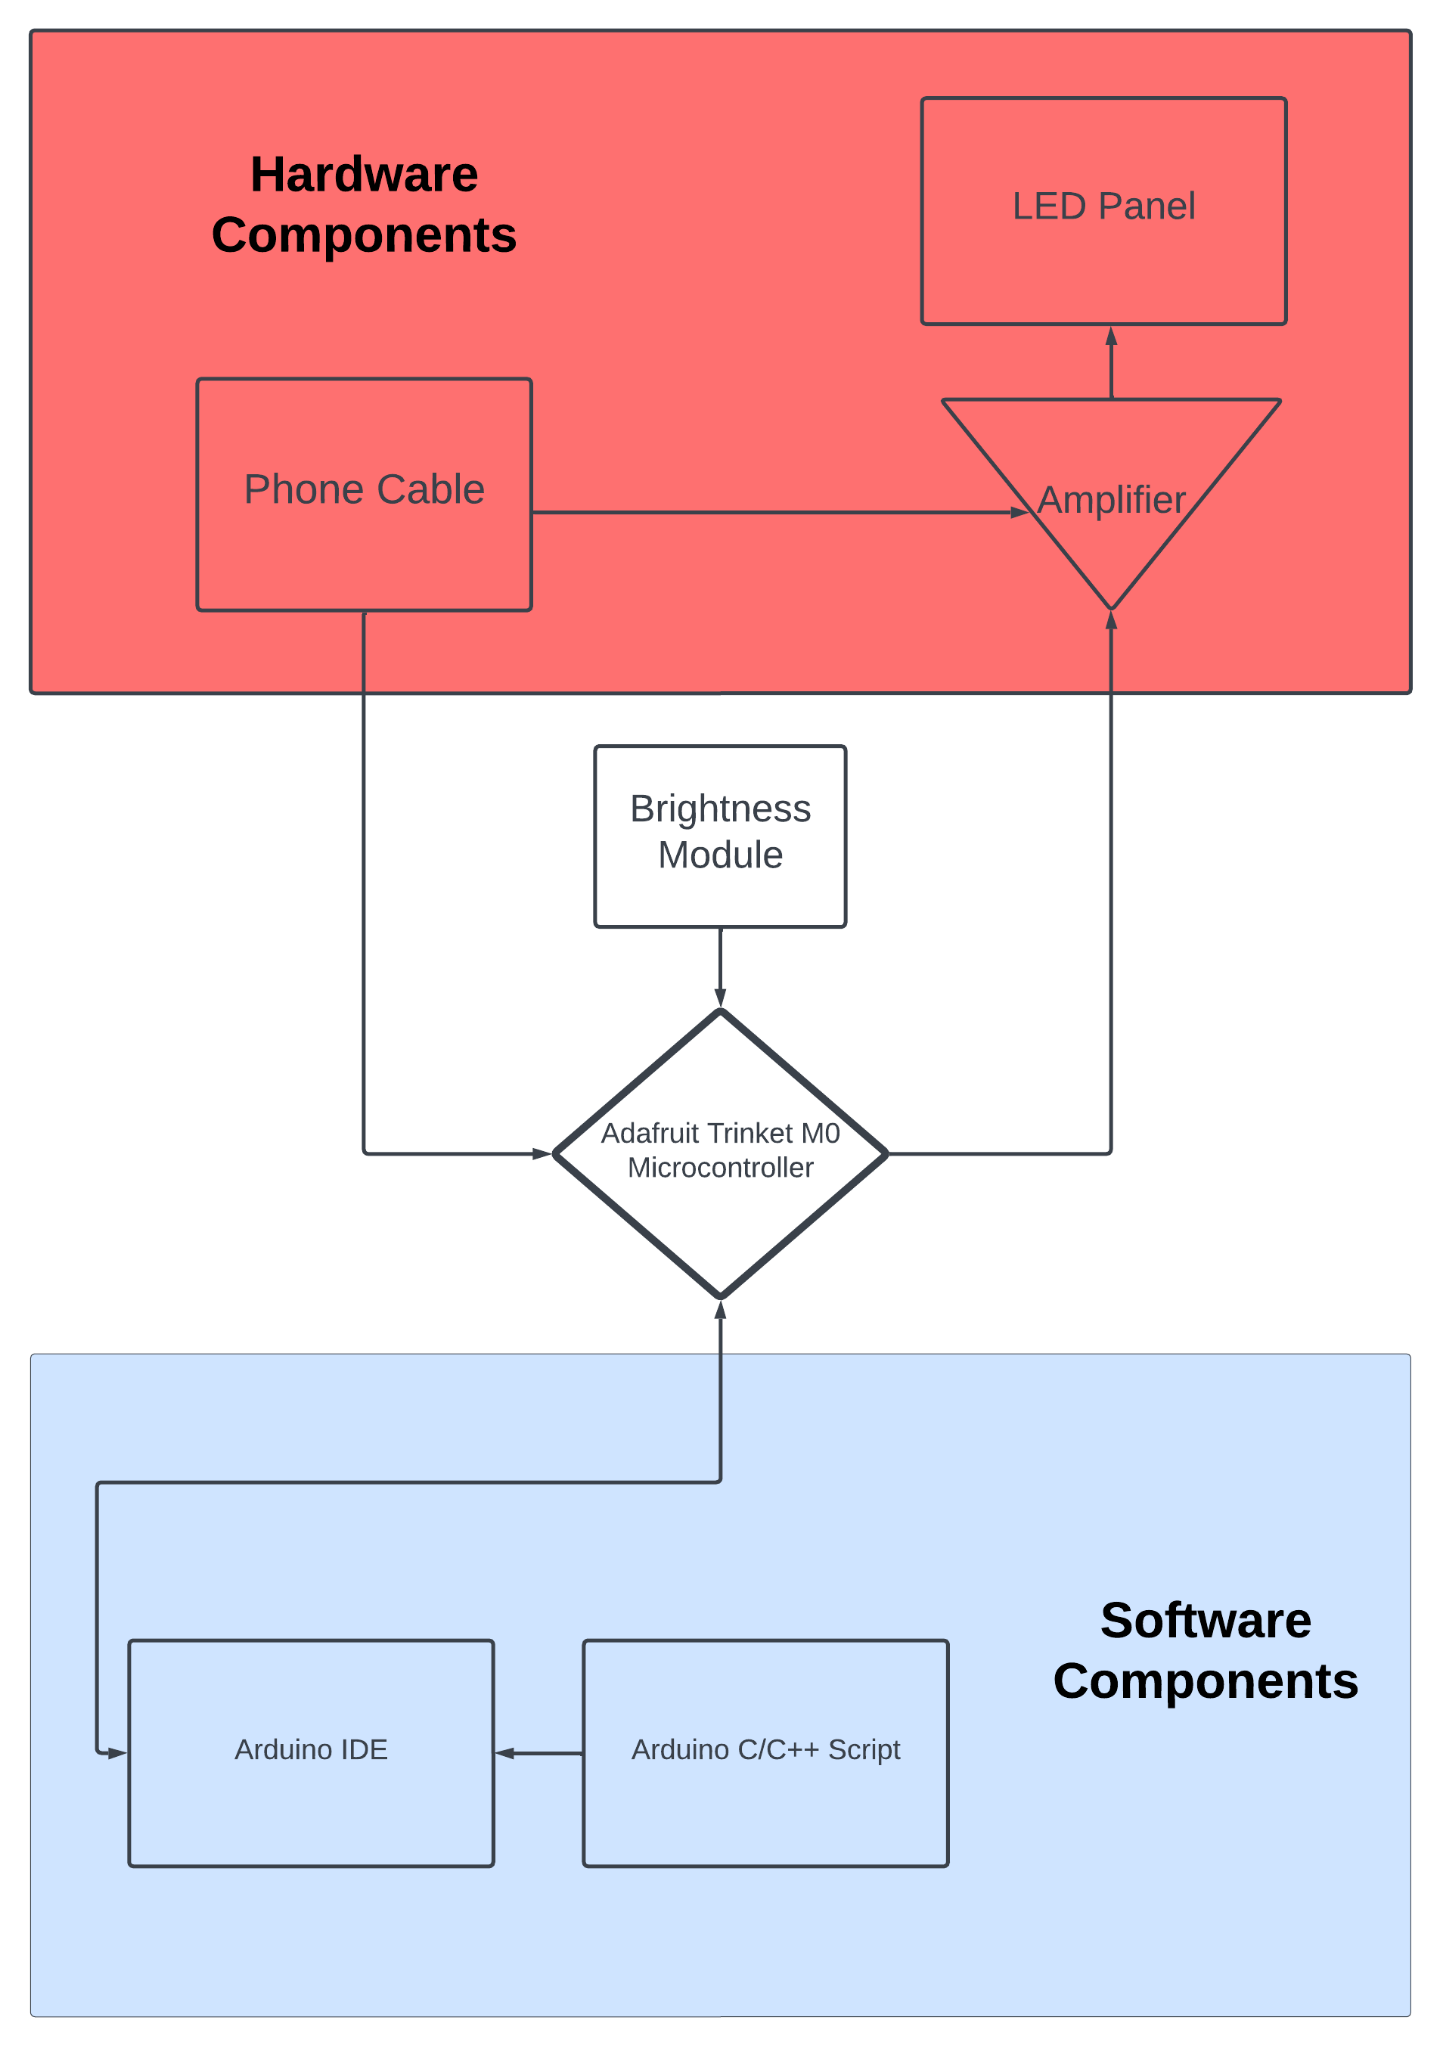 Hardware
Components
LED Panel
Phone Cable
Amplifier
Brightness
Module
Adafruit Trinket M0
Microcontroller
Software
Components
Arduino IDE
Arduino C/C++ Script